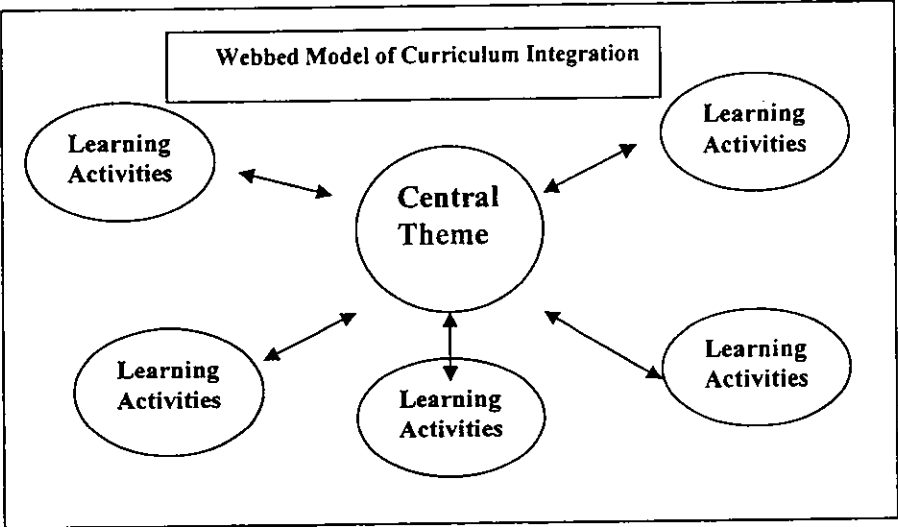 Webbed Model of Curriculum Integration
Learning
Activities
Learning
Activities
Central
Theme
Learning
Activities
Learning
Activities
Learning
Activities